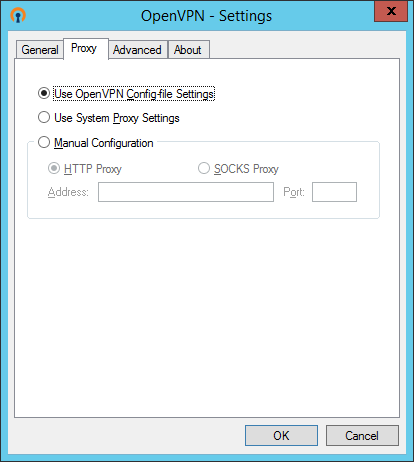 OpenVPN - Settings
x
General Proxy Advanced About
Use OpenVPN Config-file Settings
Use System Proxy Settings
Manual Configuration
HTTP Proxy SOCKS Proxy
Address: Port:
OK Cancel